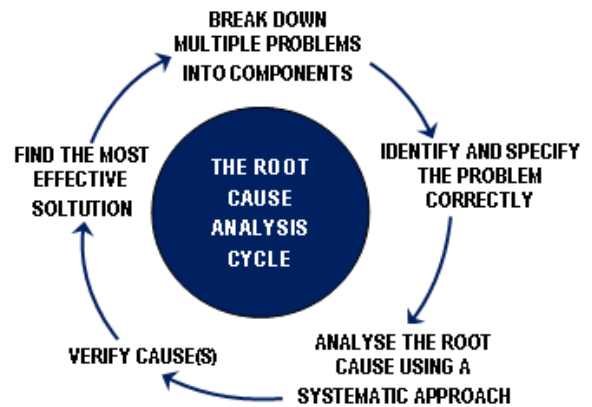 BREAK DOWN
MULTIPLE PROBLEMS
INTO COMPONENTS
IDENTIFY AND SPECIFY
THE PROBLEM
CORRECTLY
ANALYSE THE ROOT
CAUSE USING A
SYSTEMATIC APPROACH
VERIFY CAUSE(S)
FIND THE MOST
EFFECTIVE
SOLTUTION
THE ROOT
CAUSE
ANALYSIS
CYCLE